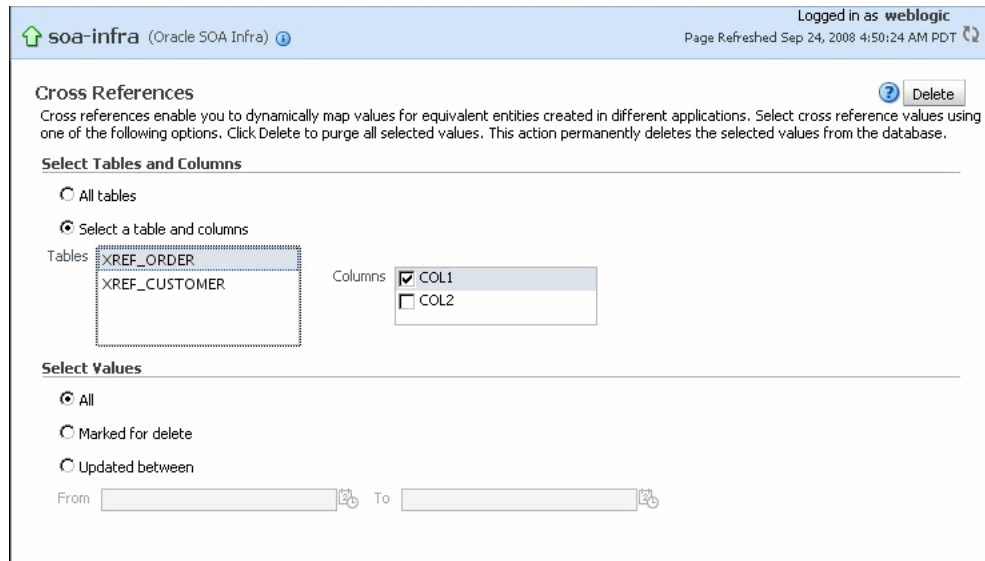 Logged in as weblogic
soa-infra (Oracle SOA Infra)
Page Refreshed Sep 24, 2008 4:50:24 AM PDT
Cross References
Delete
Cross references enable you to dynamically map values for equivalent entities created in different applications. Select cross reference values using
one of the following options. Click Delete to purge all selected values. This action permanently deletes the selected values from the database.
Select Tables and Columns
All tables
Select a table and columns
Tables
XREF_ORDER
XREF_CUSTOMER
Columns
COL1
COL2
Select Values
All
Marked for delete
Updated between
From
To